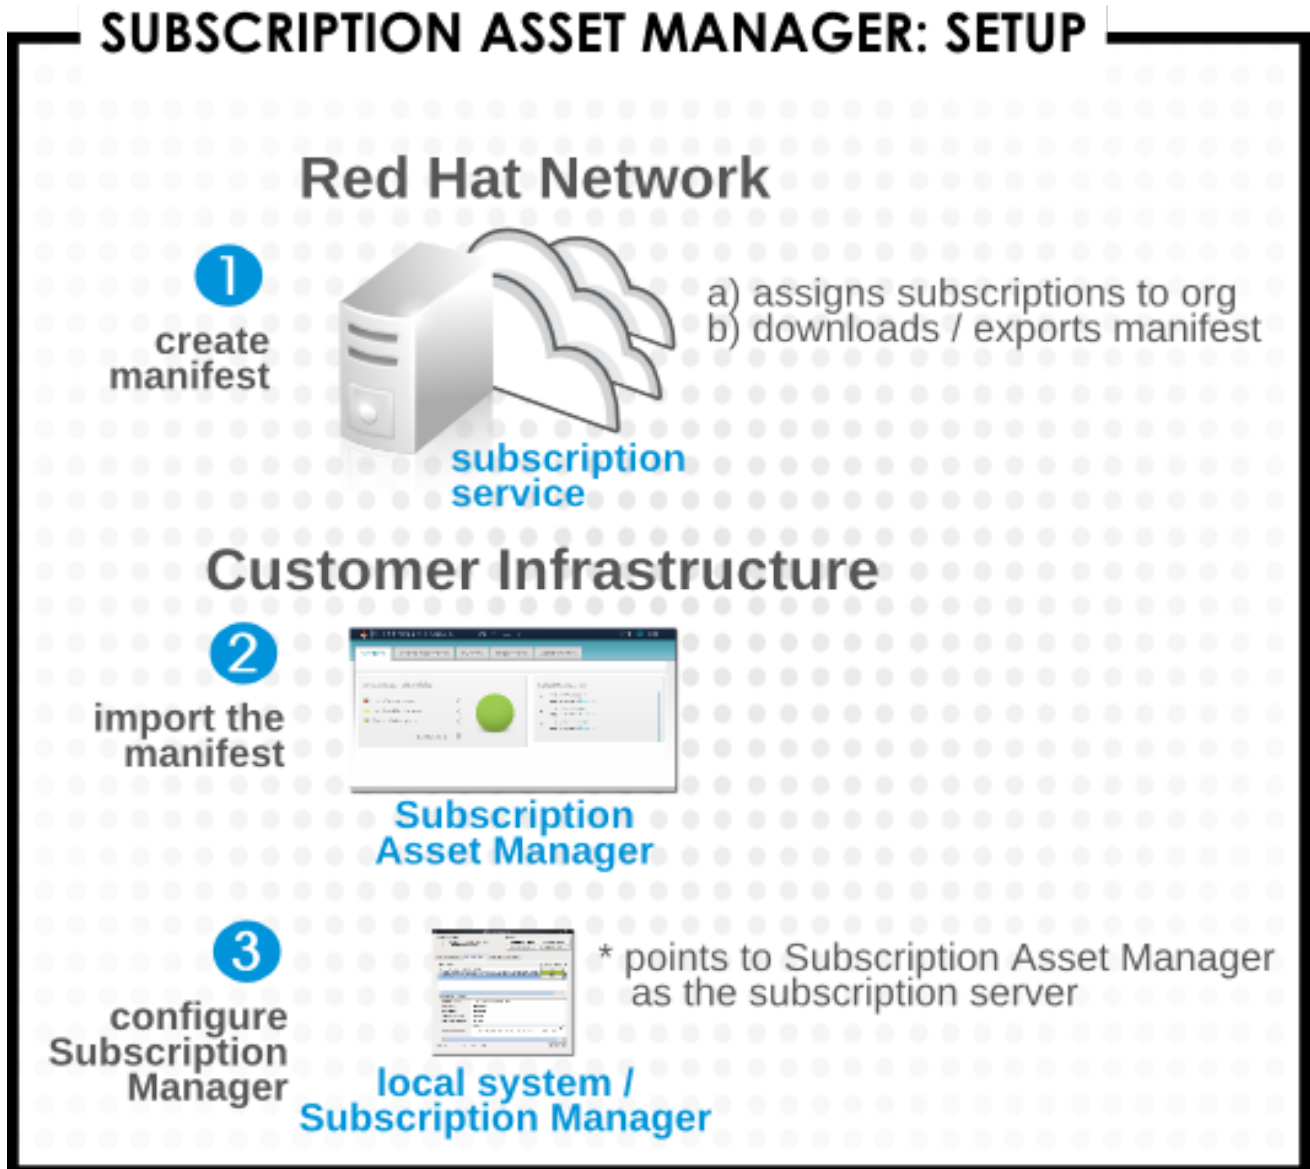 SUBSCRIPTION ASSET MANAGER: SETUP
Red Hat Network
1
create
manifest
a) assigns subscriptions to org
b) downloads / exports manifest
subscription
service
Customer Infrastructure
2
import the
manifest
Subscription
Asset Manager
3
configure
Subscription
Manager
* points to Subscription Asset Manager
as the subscription server
local system /
Subscription Manager